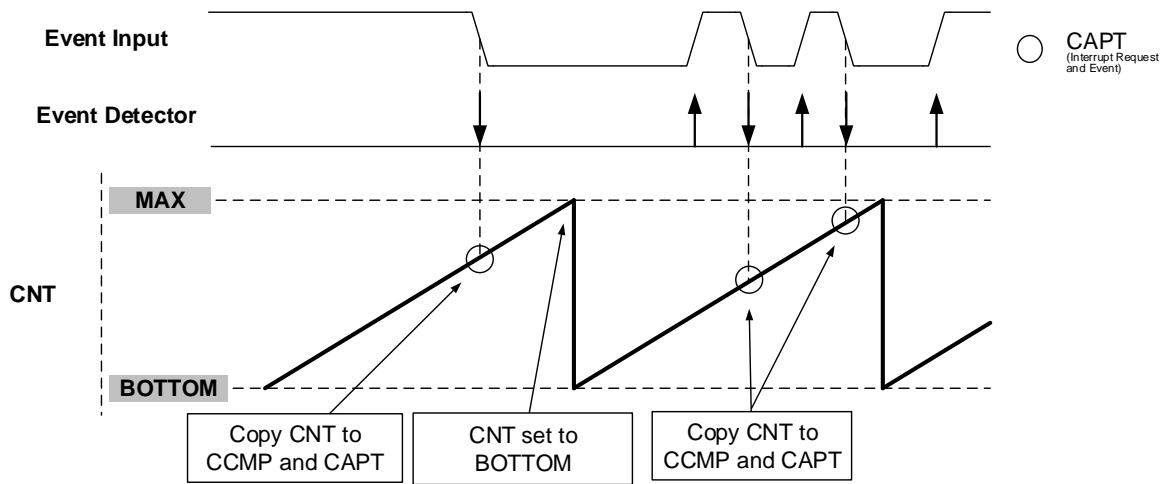 Event Input
CAPT
(Interrupt Request
and Event)
Event Detector
MAX
CNT
BOTTOM
Copy CNT to
CCMP and CAPT
CNT set to
BOTTOM
Copy CNT to
CCMP and CAPT